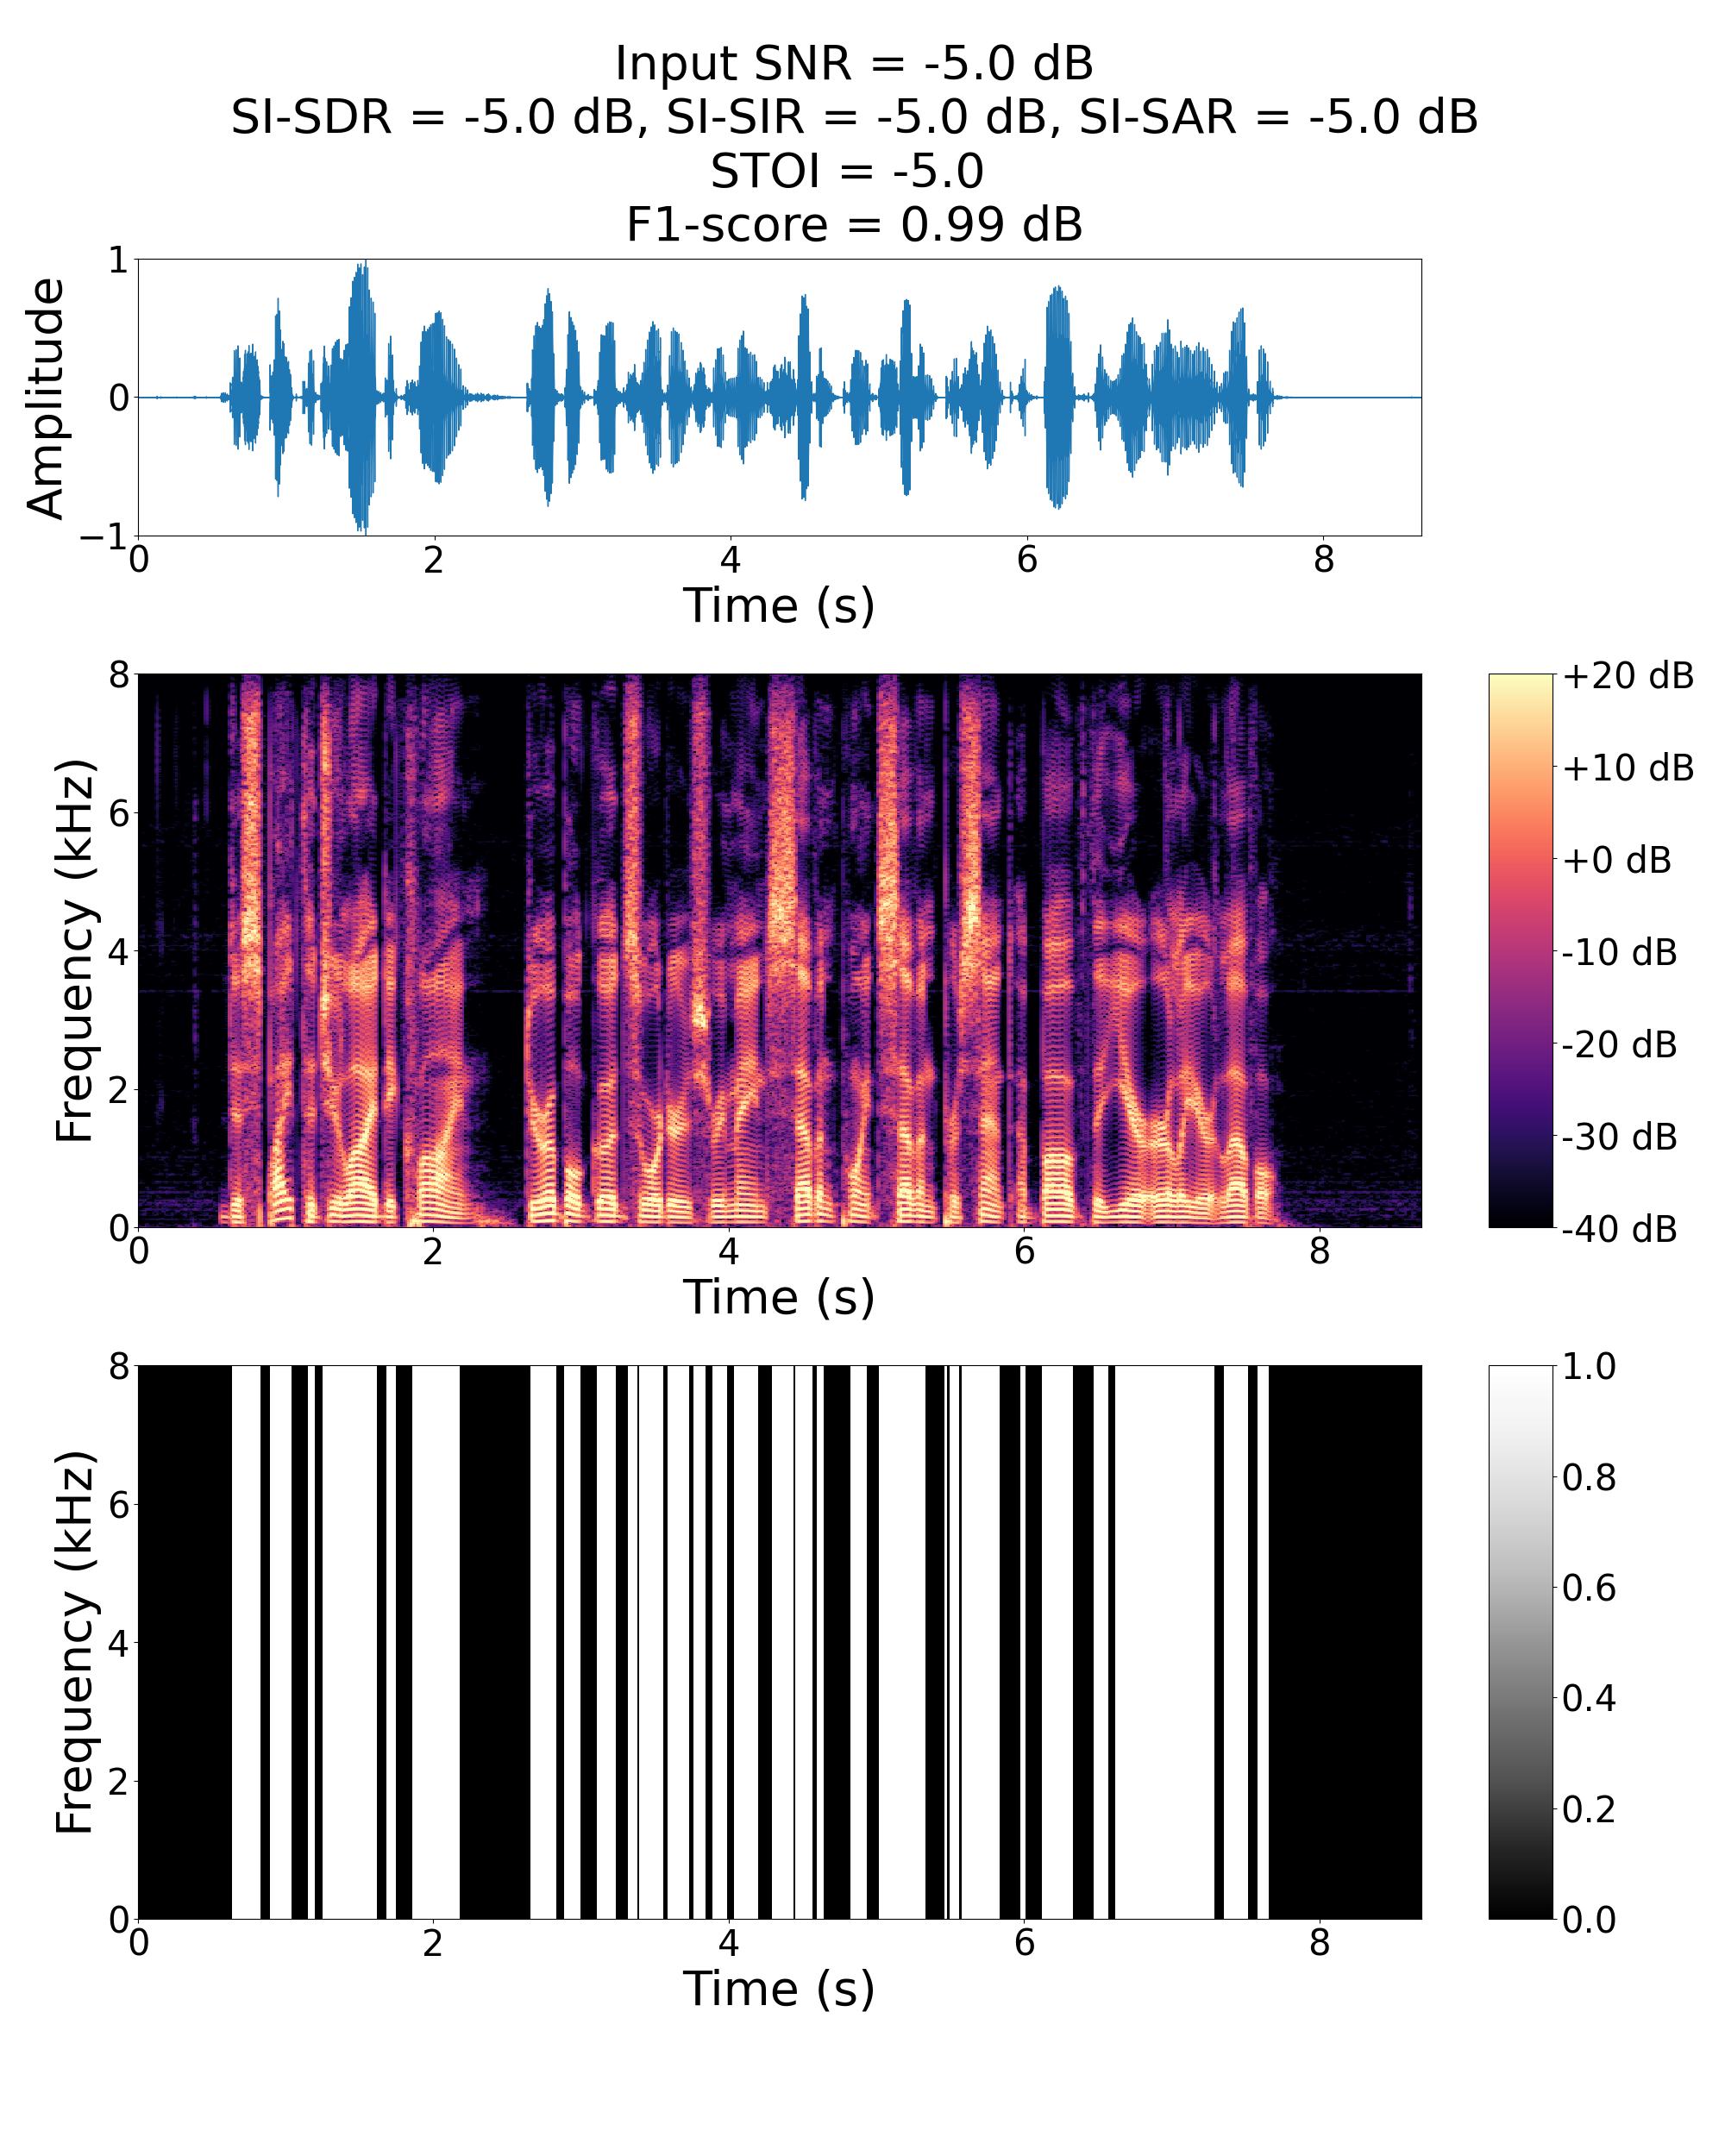 Input SNR = -5.0 dB
SI-SDR = -5.0 dB, SI-SIR = -5.0 dB, SI-SAR = -5.0 dB
STOI = -5.0
F1-score = 0.99 dB
1
0
−1
Amplitude
0 2 4 6 8
Time (s)
8
6
4
2
0
Frequency (kHz)
0 2 4 6 8
Time (s)
+20 dB
+10 dB
+0 dB
-10 dB
-20 dB
-30 dB
-40 dB
8
6
4
2
0
Frequency (kHz)
0 2 4 6 8
Time (s)
1.0
0.8
0.6
0.4
0.2
0.0